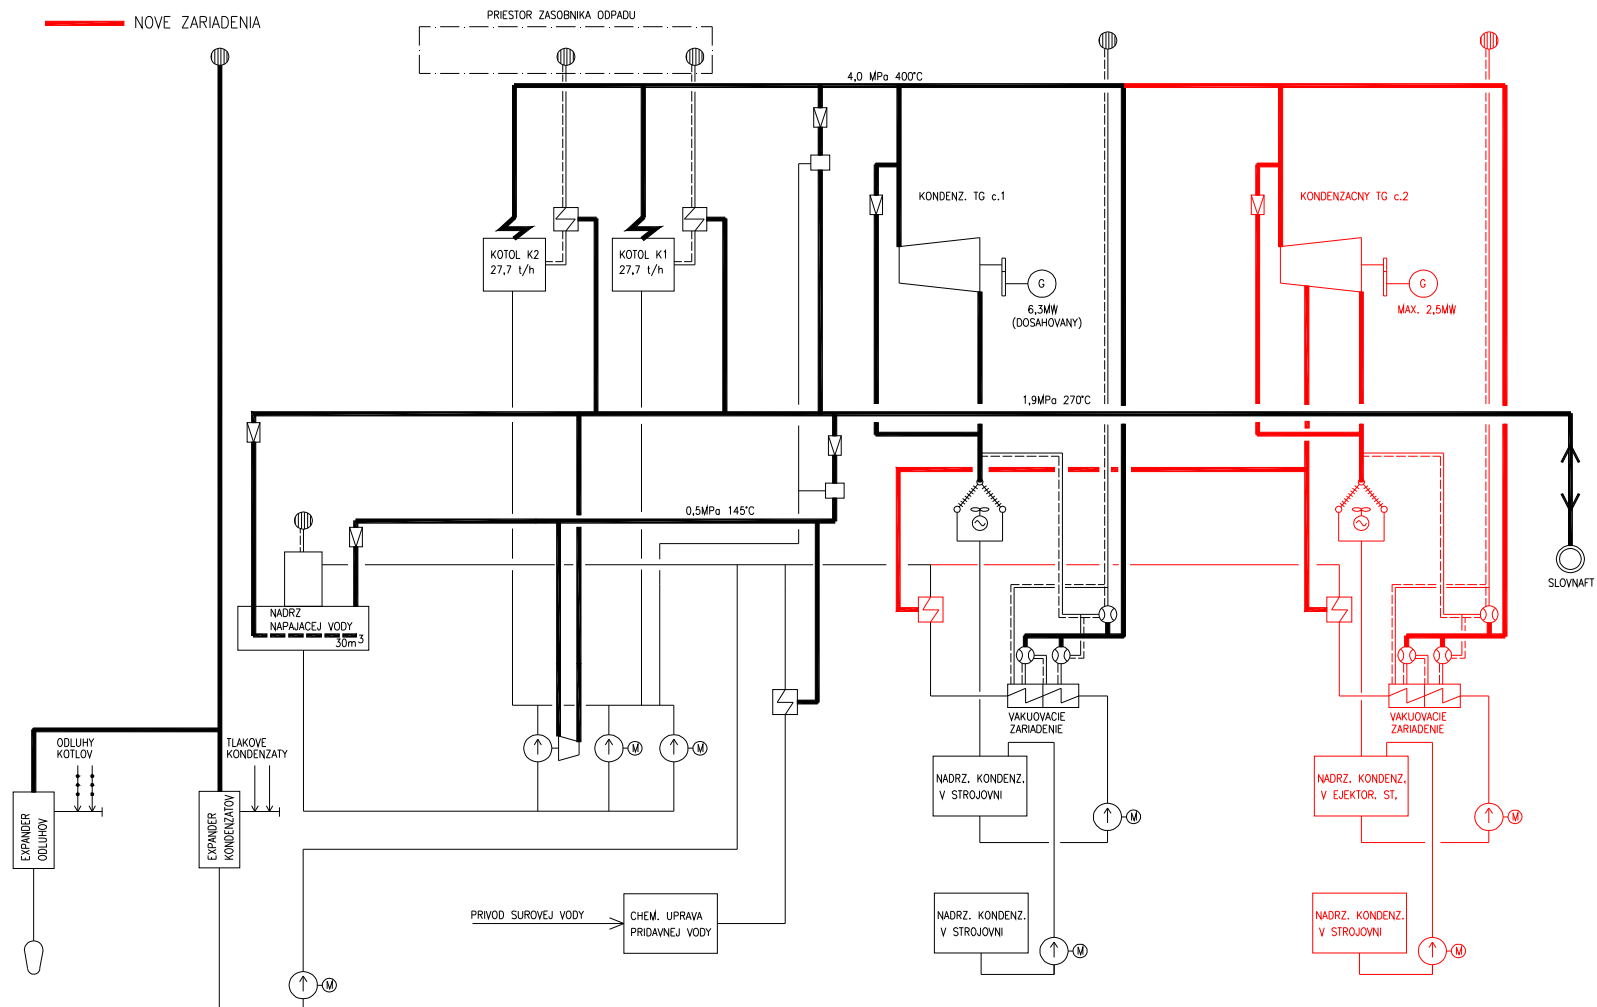 NOVE ZARIADENIA
PRIESTOR ZASOBNIKA ODPADU
4,0 MPa 400°C
KOTOL K2
27,7 t/h
KOTOL K1
27,7 t/h
KONDENZ. TG c.1
G
6,3MW
(DOSAHOVANY)
KONDENZACNY TG c.2
G
MAX. 2,5MW
1,9MPa 270°C
0,5MPa 145°C
SLOVNAFT
NADRZ
NAPAJACEJ VODY
30m3
VAKUOVACIE
ZARIADENIE
VAKUOVACIE
ZARIADENIE
ODLUHY
KOTLOV
TLAKOVE
KONDENZATY
M
M
EXPANDER
ODLUHOV
EXPANDER
KONDENZATOV
NADRZ. KONDENZ.
V STROJOVNI
M
NADRZ. KONDENZ.
V EJEKTOR. ST.
M
PRIVOD SUROVEJ VODY
CHEM. UPRAVA
PRIDAVNEJ VODY
NADRZ. KONDENZ.
V STROJOVNI
M
NADRZ. KONDENZ.
V STROJOVNI
M
M